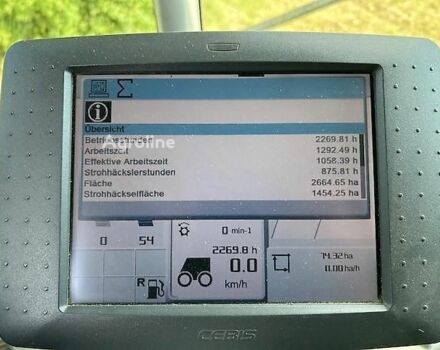 i
Übersicht
Betriebsstunden 2269.81 h
Arbeitszeit 1292.49 h
Effektive Arbeitszeit 1058.39 h
Strohhäckslerstunden 875.81 h
Fläche 2664.65 ha
Strohhäckselfläche 1454.25 ha
Agroline
0 54
0 min-1
2269.8 h
R
0.0
km/h
74.32 ha
0.00 ha/h
CEBIS